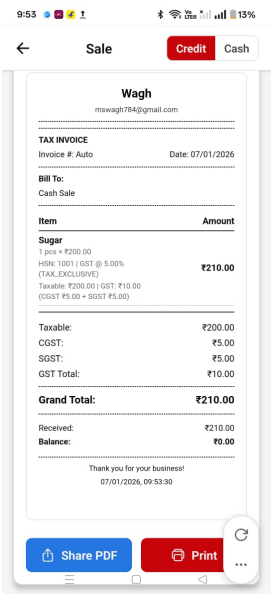 9:53
Vo LTE
13%
Sale
Credit
Cash
Wagh
mswagh784@gmail.com
TAX INVOICE
Invoice #: Auto
Date: 07/01/2026
Bill To:
Cash Sale
Item
Amount
Sugar
1 pcs × ₹200.00
HSN: 1001 | GST @ 5.00%
(TAX_EXCLUSIVE)
₹210.00
Taxable: ₹200.00 | GST: ₹10.00
(CGST ₹5.00 + SGST ₹5.00)
Taxable:
₹200.00
CGST:
₹5.00
SGST:
₹5.00
GST Total:
₹10.00
Grand Total:
₹210.00
Received:
₹210.00
Balance:
₹0.00
Thank you for your business!
07/01/2026, 09:53:30
Share PDF
Print